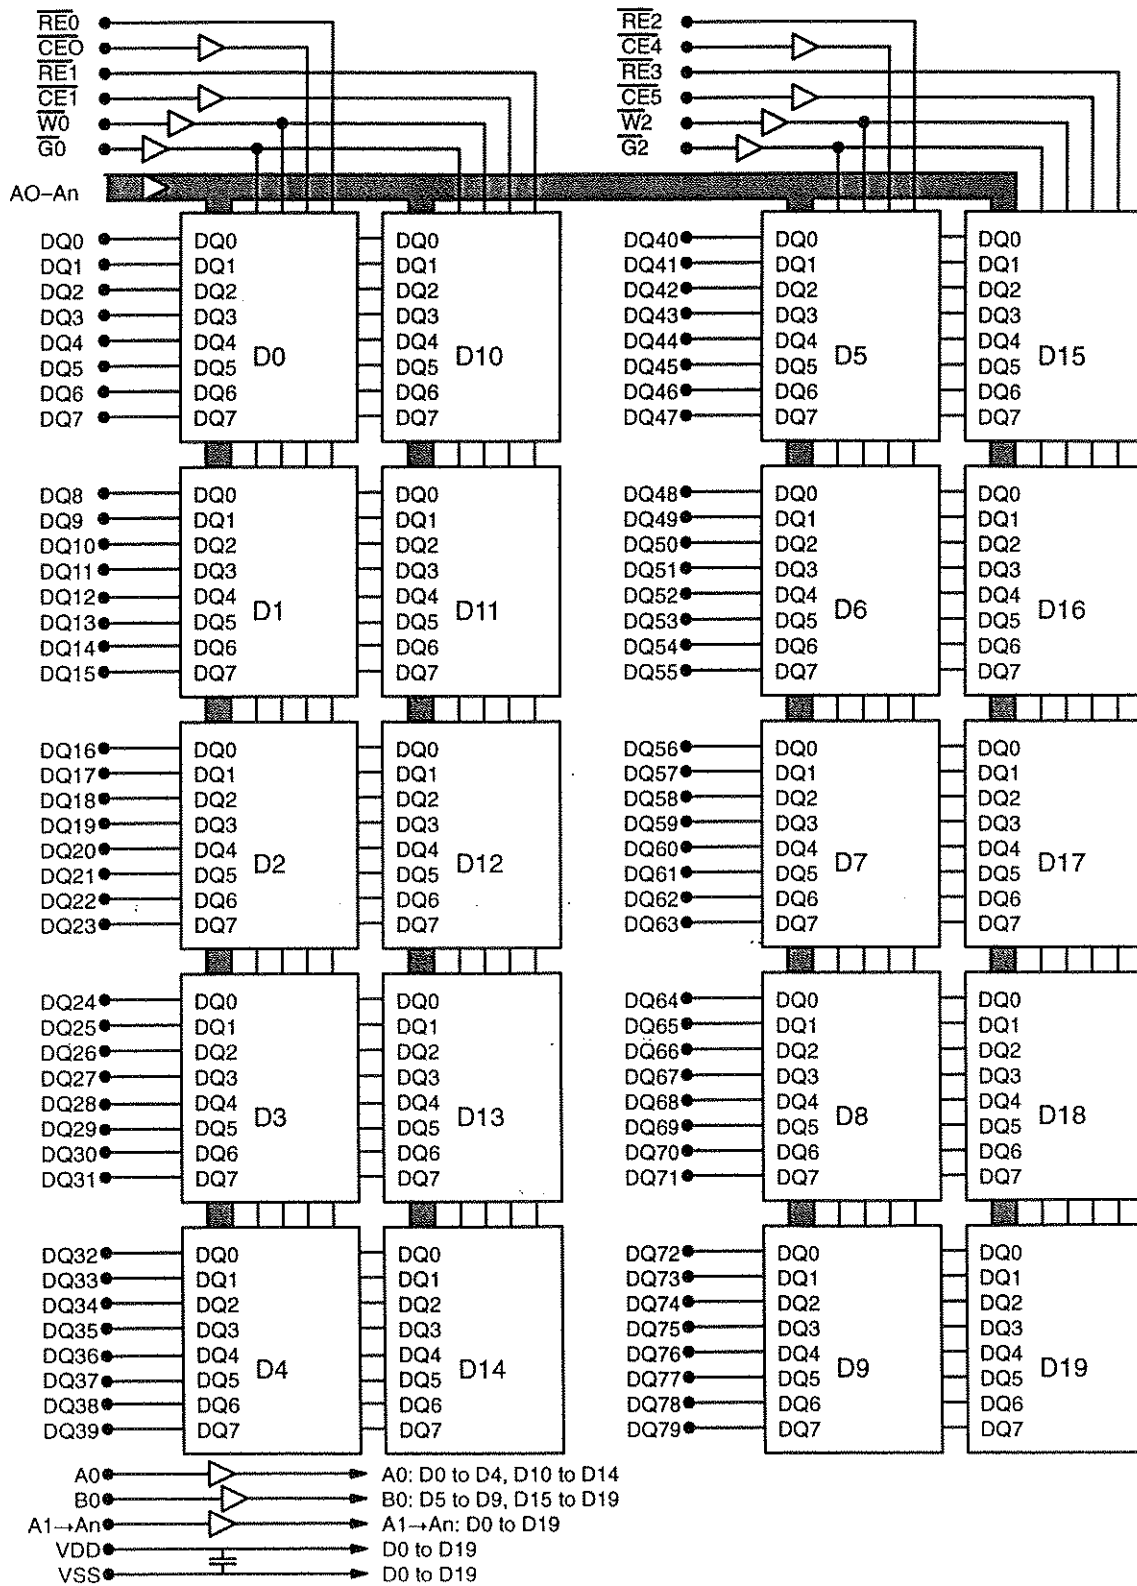 RE0
CEO
RE1
CE1
W0
G0
RE2
CE4
RE3
CE5
W2
G2
AO–An
DQ0 DQ0 DQ0 DQ40 DQ0 DQ0
DQ1 DQ1 DQ1 DQ41 DQ1 DQ1
DQ2 DQ2 DQ2 DQ42 DQ2 DQ2
DQ3 DQ3 DQ3 DQ43 DQ3 DQ3
DQ4 DQ4 DQ4 DQ44 DQ4 DQ4
D0 D10 D5 D15
DQ5 DQ5 DQ5 DQ45 DQ5 DQ5
DQ6 DQ6 DQ6 DQ46 DQ6 DQ6
DQ7 DQ7 DQ7 DQ47 DQ7 DQ7
DQ8 DQ0 DQ0 DQ48 DQ0 DQ0
DQ9 DQ1 DQ1 DQ49 DQ1 DQ1
DQ10 DQ2 DQ2 DQ50 DQ2 DQ2
DQ11 DQ3 DQ3 DQ51 DQ3 DQ3
DQ12 DQ4 DQ4 DQ52 DQ4 DQ4
D1 D11 D6 D16
DQ13 DQ5 DQ5 DQ53 DQ5 DQ5
DQ14 DQ6 DQ6 DQ54 DQ6 DQ6
DQ15 DQ7 DQ7 DQ55 DQ7 DQ7
DQ16 DQ0 DQ0 DQ56 DQ0 DQ0
DQ17 DQ1 DQ1 DQ57 DQ1 DQ1
DQ18 DQ2 DQ2 DQ58 DQ2 DQ2
DQ19 DQ3 DQ3 DQ59 DQ3 DQ3
DQ20 DQ4 DQ4 DQ60 DQ4 DQ4
D2 D12 D7 D17
DQ21 DQ5 DQ5 DQ61 DQ5 DQ5
DQ22 DQ6 DQ6 DQ62 DQ6 DQ6
DQ23 DQ7 DQ7 DQ63 DQ7 DQ7
DQ24 DQ0 DQ0 DQ64 DQ0 DQ0
DQ25 DQ1 DQ1 DQ65 DQ1 DQ1
DQ26 DQ2 DQ2 DQ66 DQ2 DQ2
DQ27 DQ3 DQ3 DQ67 DQ3 DQ3
DQ28 DQ4 DQ4 DQ68 DQ4 DQ4
D3 D13 D8 D18
DQ29 DQ5 DQ5 DQ69 DQ5 DQ5
DQ30 DQ6 DQ6 DQ70 DQ6 DQ6
DQ31 DQ7 DQ7 DQ71 DQ7 DQ7
DQ32 DQ0 DQ0 DQ72 DQ0 DQ0
DQ33 DQ1 DQ1 DQ73 DQ1 DQ1
DQ34 DQ2 DQ2 DQ74 DQ2 DQ2
DQ35 DQ3 DQ3 DQ75 DQ3 DQ3
DQ36 DQ4 DQ4 DQ76 DQ4 DQ4
D4 D14 D9 D19
DQ37 DQ5 DQ5 DQ77 DQ5 DQ5
DQ38 DQ6 DQ6 DQ78 DQ6 DQ6
DQ39 DQ7 DQ7 DQ79 DQ7 DQ7
A0 A0: D0 to D4, D10 to D14
B0 B0: D5 to D9, D15 to D19
A1→An A1→An: D0 to D19
VDD D0 to D19
VSS D0 to D19